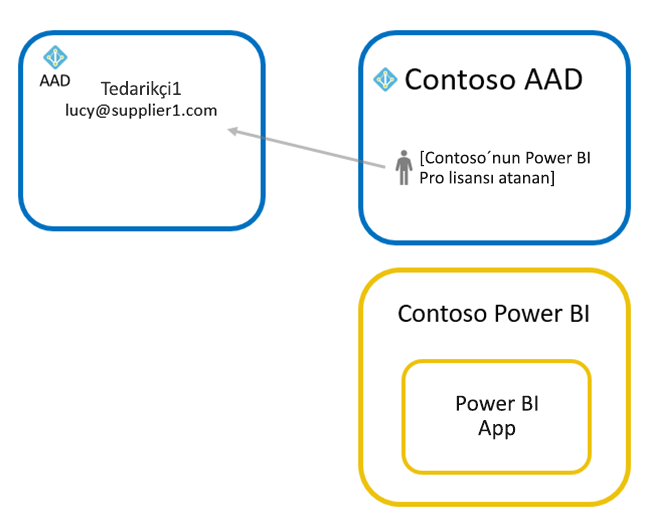 AAD
Tedarikçi1
lucy@supplier1.com
Contoso AAD
[Contoso´nun Power BI
Pro lisansı atanan]
Contoso Power BI
Power BI
App